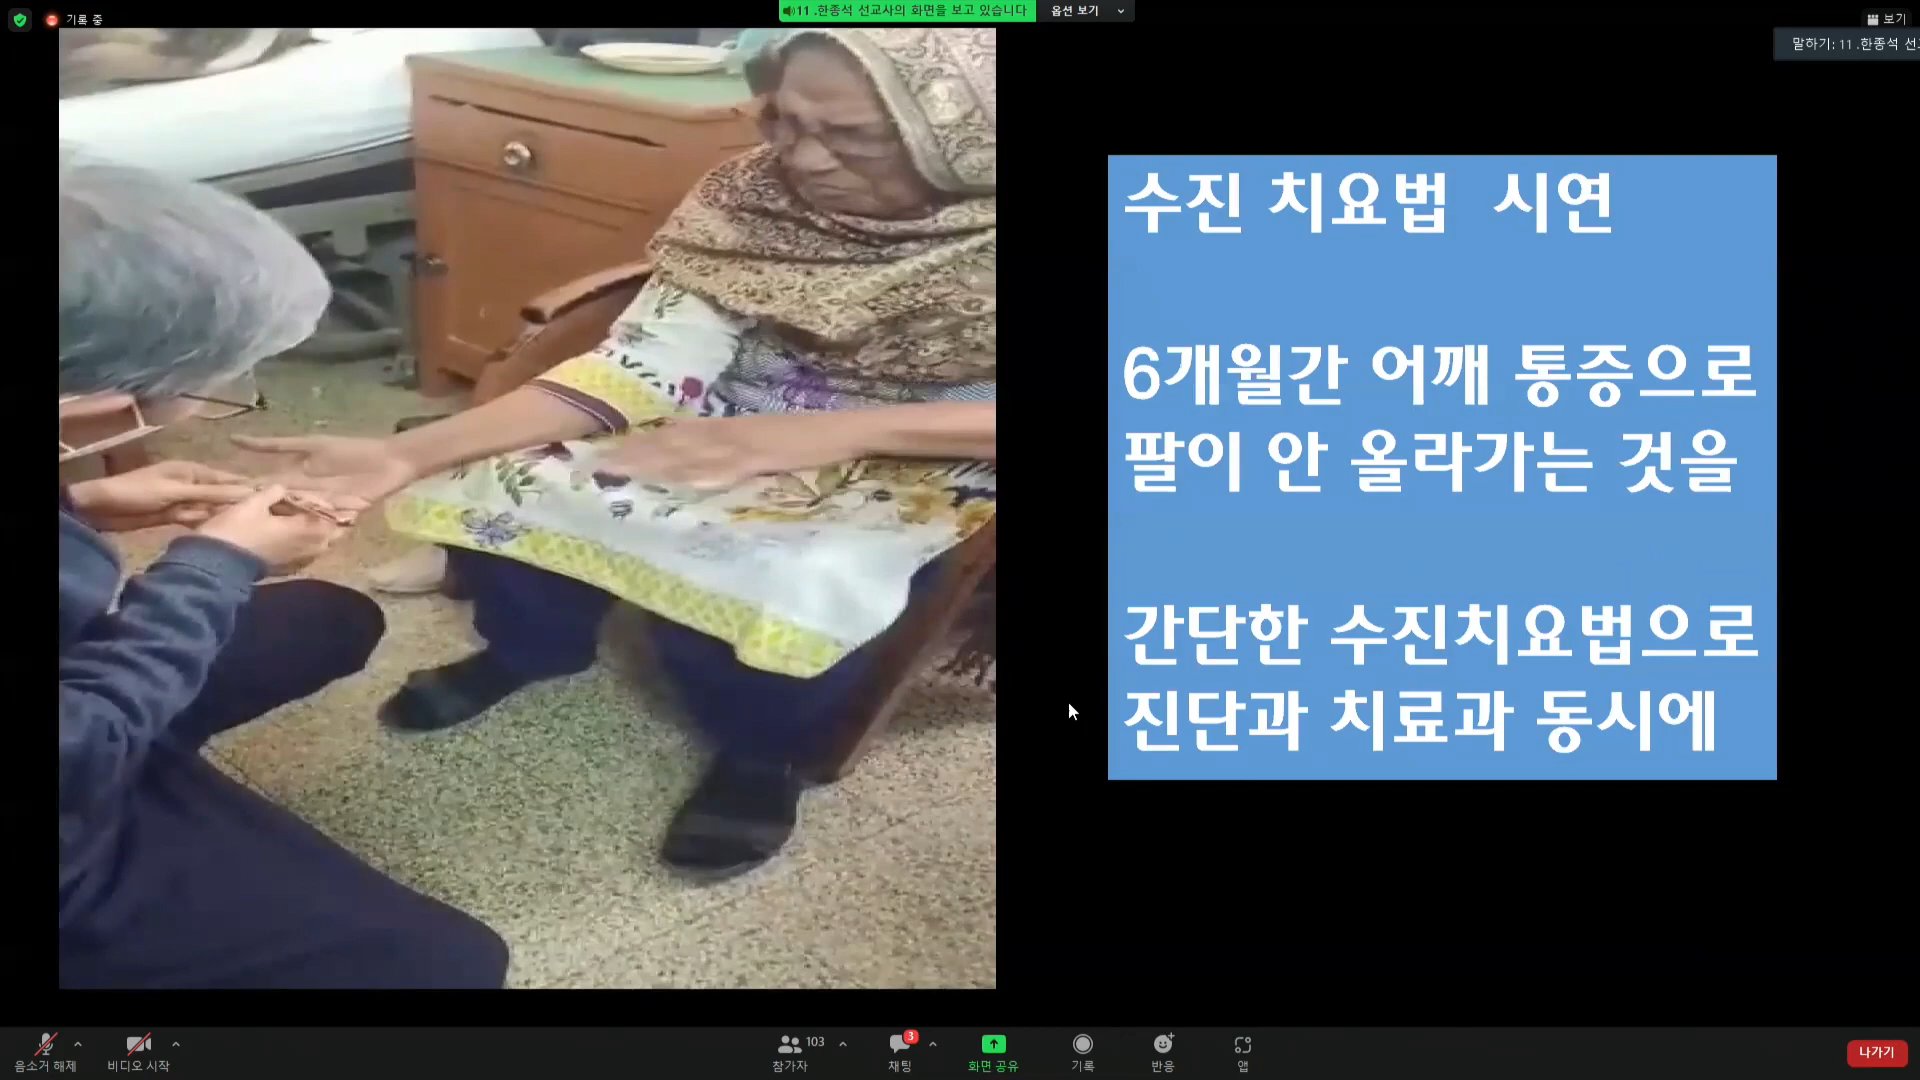 기록 중
11 .한종석 선교사의 화면을 보고 있습니다
옵션 보기
보기
말하기: 11 .한종석 선교
수진 치요법 시연
6개월간 어깨 통증으로
팔이 안 올라가는 것을
간단한 수진치요법으로
진단과 치료과 동시에
음소거 해제
비디오 시작
103
참가자
3
채팅
화면 공유
기록
반응
앱
나가기